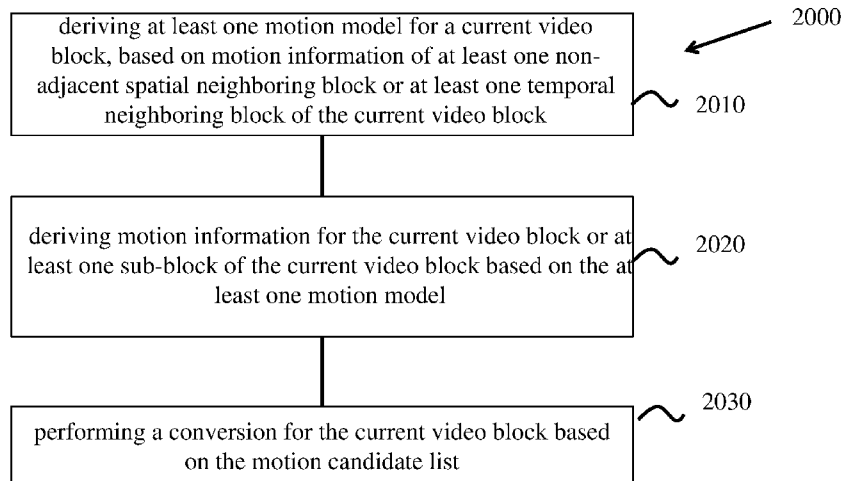 deriving at least one motion model for a current video
block, based on motion information of at least one non-
adjacent spatial neighboring block or at least one temporal
neighboring block of the current video block
2000
2010
deriving motion information for the current video block or at
least one sub-block of the current video block based on the at
least one motion model
2020
performing a conversion for the current video block based
on the motion candidate list
2030